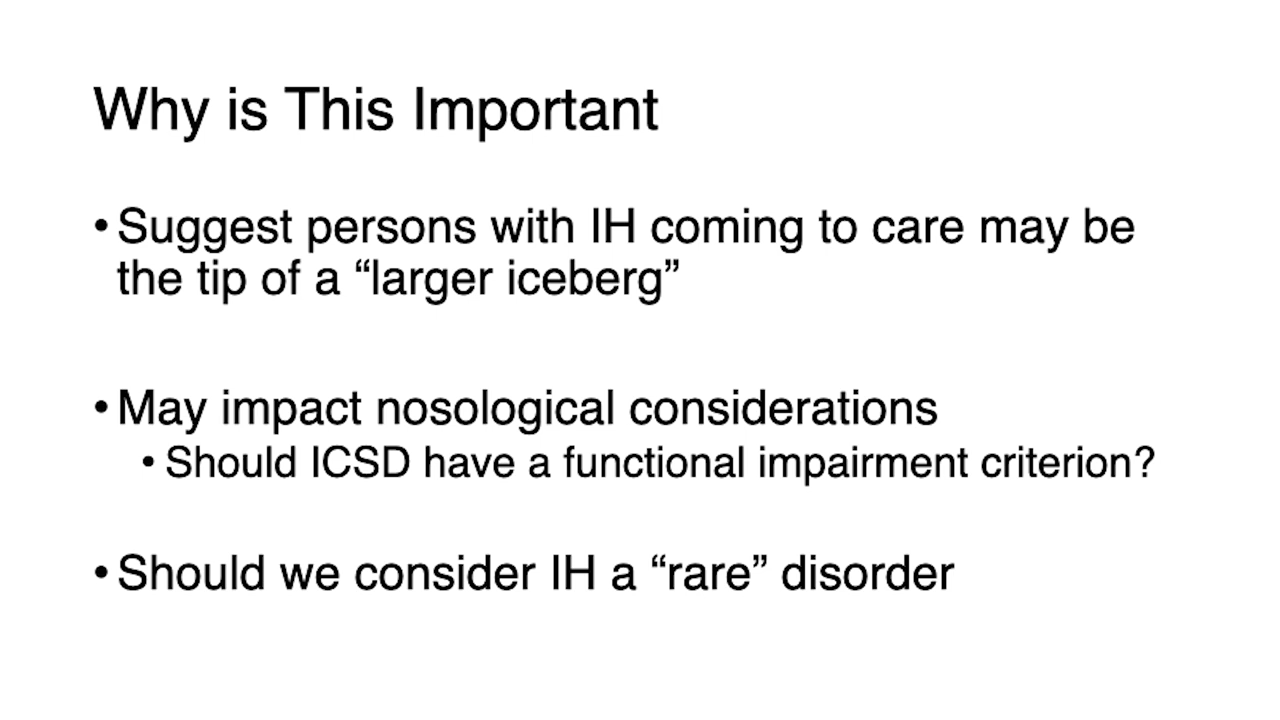 Why is This Important
• Suggest persons with IH coming to care may be
the tip of a “larger iceberg”
• May impact nosological considerations
• Should ICSD have a functional impairment criterion?
• Should we consider IH a “rare” disorder